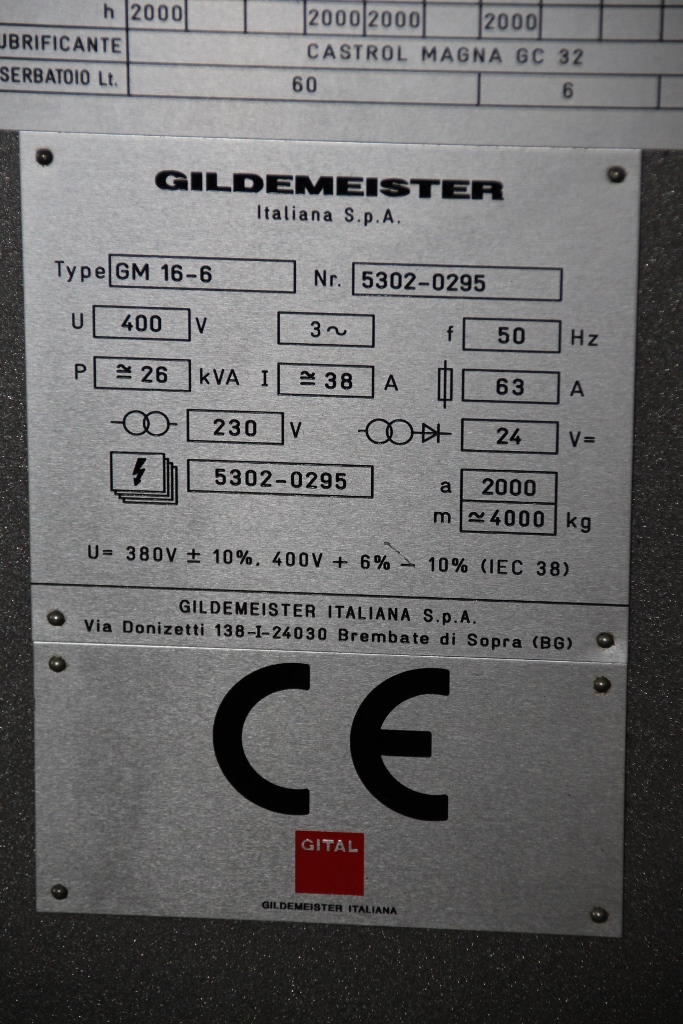 h 2000 2000 2000 2000
UBRIFICANTE CASTROL MAGNA GC 32
SERBATOIO Lt. 60 6
GILDEMEISTER
Italiana S.p.A.
Type GM 16-6 Nr. 5302-0295
U 400 V 3~ f 50 Hz
P ≅ 26 kVA I ≅ 38 A 63 A
230 V 24 V=
5302-0295 a 2000
m ≃4000 kg
U= 380V ± 10%. 400V + 6% - 10% (IEC 38)
GILDEMEISTER ITALIANA S.p.A.
Via Donizetti 138-I-24030 Brembate di Sopra (BG)
CE
GITAL
GILDEMEISTER ITALIANA